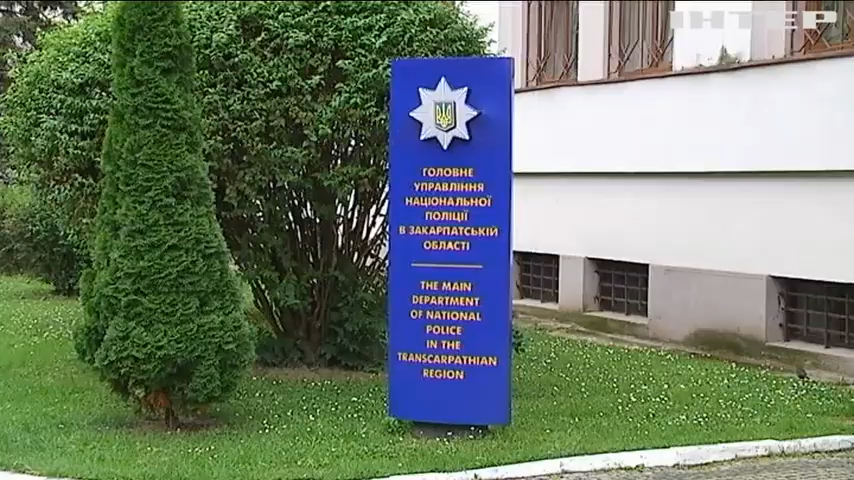 ІНТЕР
ГОЛОВНЕ
УПРАВЛІННЯ
НАЦІОНАЛЬНОЇ
ПОЛІЦІЇ
В ЗАКАРПАТСЬКІЙ
ОБЛАСТІ
THE MAIN
DEPARTMENT
OF NATIONAL
POLICE
IN THE
TRANSCARPATHIAN
REGION